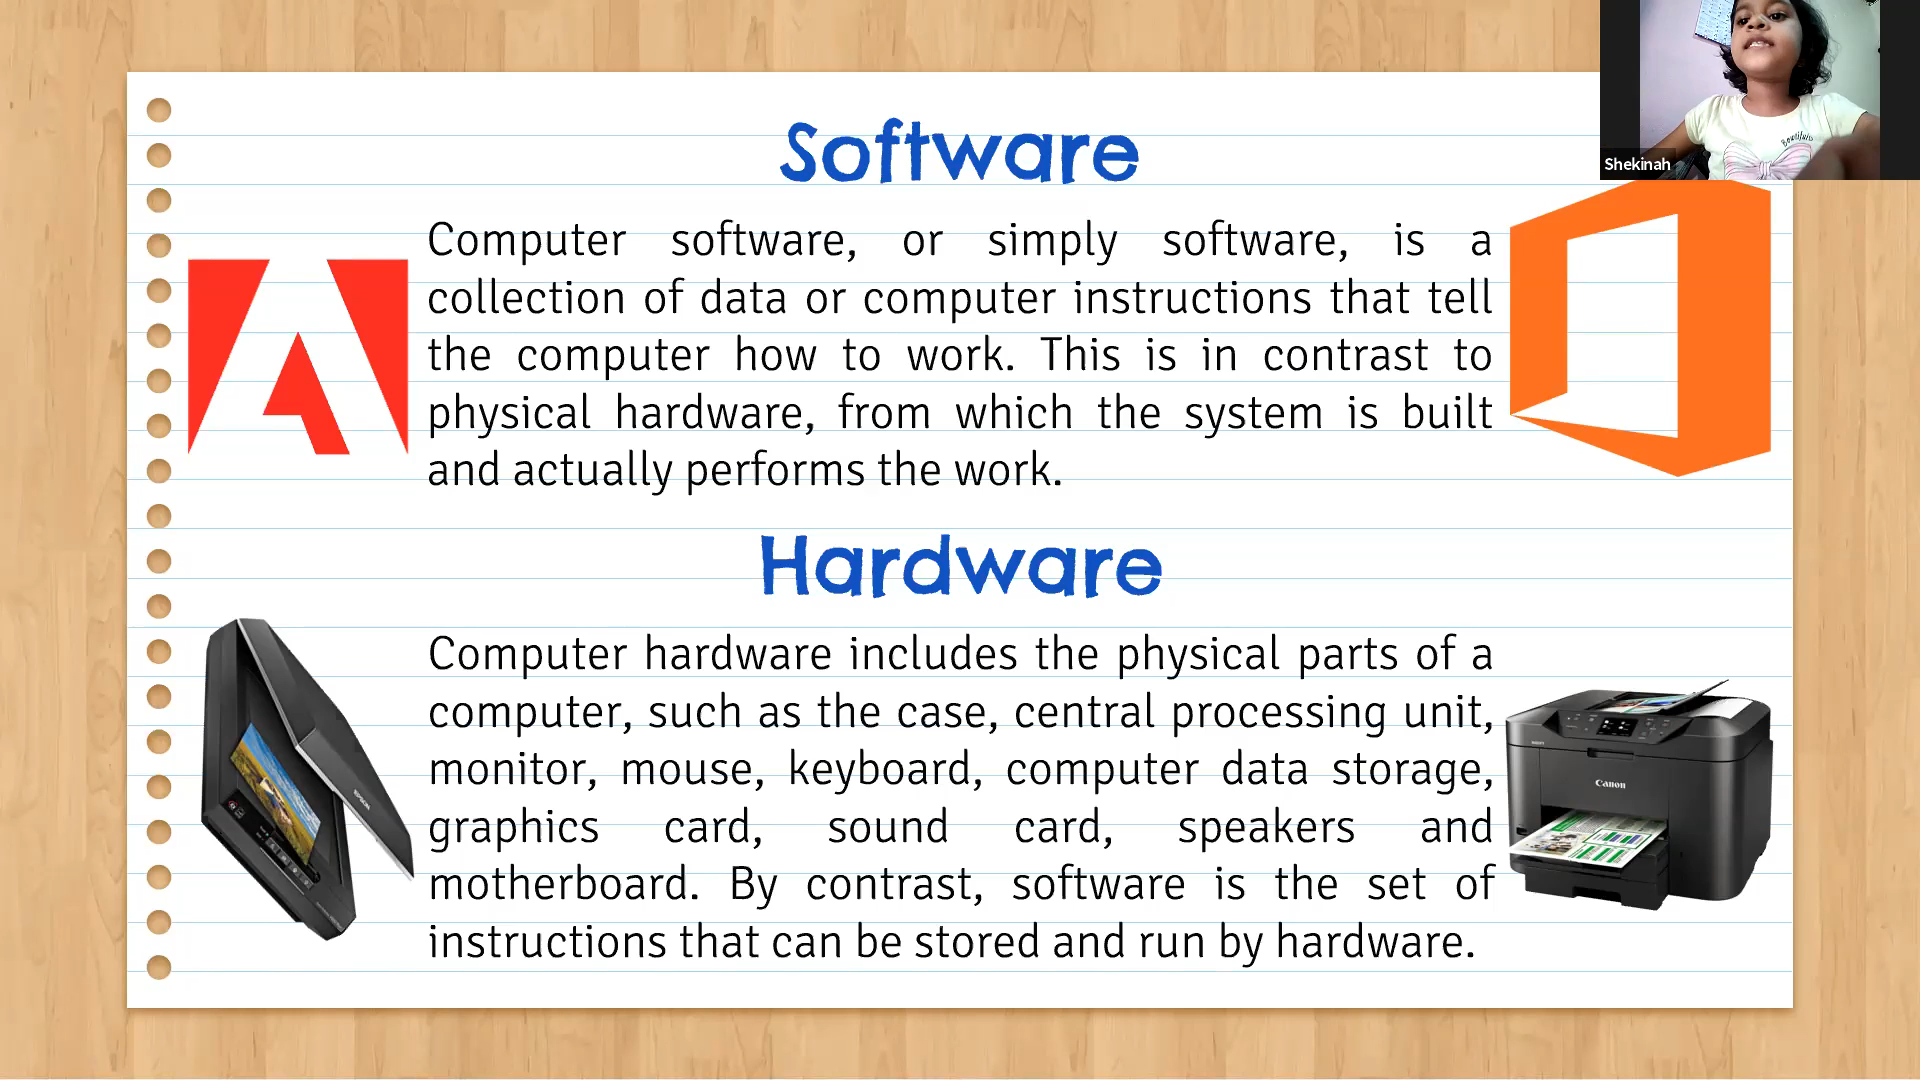 Software
Computer software, or simply software, is a
collection of data or computer instructions that tell
the computer how to work. This is in contrast to
physical hardware, from which the system is built
and actually performs the work.
Hardware
Computer hardware includes the physical parts of a
computer, such as the case, central processing unit,
monitor, mouse, keyboard, computer data storage,
graphics card, sound card, speakers and
motherboard. By contrast, software is the set of
instructions that can be stored and run by hardware.
Shekinah
EPSON
Canon